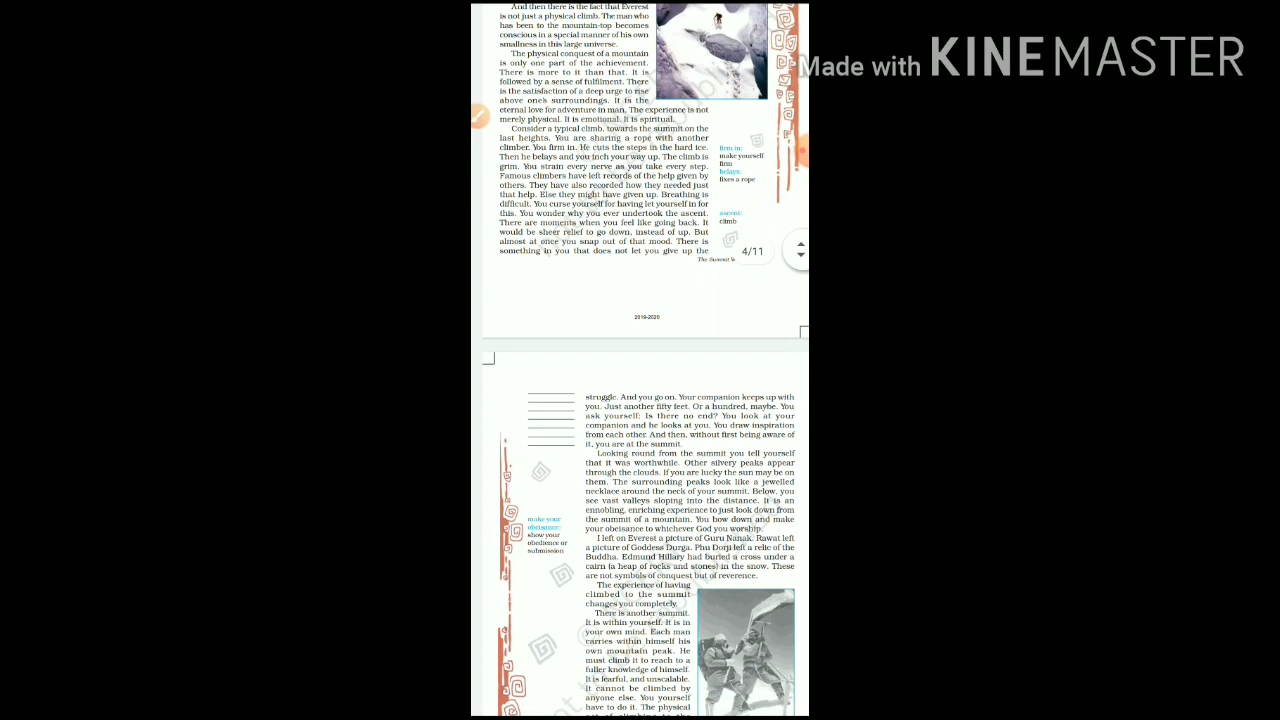 Made with KINEMASTER
And then there is the fact that Everest
is not just a physical climb. The man who
has been to the mountain-top becomes
conscious in a special manner of his own
smallness in this large universe.
The physical conquest of a mountain
is only one part of the achievement.
There is more to it than that. It is
followed by a sense of fulfilment. There
is the satisfaction of a deep urge to rise
above one's surroundings. It is the
eternal love for adventure in man. The experience is not
merely physical. It is emotional. It is spiritual.
Consider a typical climb, towards the summit on the
last heights. You are sharing a rope with another
climber. You firm in. He cuts the steps in the hard ice.
Then he belays and you inch your way up. The climb is
grim. You strain every nerve as you take every step.
Famous climbers have left records of the help given by
others. They have also recorded how they needed just
that help. Else they might have given up. Breathing is
difficult. You curse yourself for having let yourself in for
this. You wonder why you ever undertook the ascent.
There are moments when you feel like going back. It
would be sheer relief to go down, instead of up. But
almost at once you snap out of that mood. There is
something in you that does not let you give up the
firm in:
make yourself
firm
belays:
fixes a rope
ascent:
climb
4/11
The Summit W
2019-2020
struggle. And you go on. Your companion keeps up with
you. Just another fifty feet. Or a hundred, maybe. You
ask yourself: Is there no end? You look at your
companion and he looks at you. You draw inspiration
from each other. And then, without first being aware of
it, you are at the summit.
Looking round from the summit you tell yourself
that it was worthwhile. Other silvery peaks appear
through the clouds. If you are lucky the sun may be on
them. The surrounding peaks look like a jewelled
necklace around the neck of your summit. Below, you
see vast valleys sloping into the distance. It is an
ennobling, enriching experience to just look down from
the summit of a mountain. You bow down and make
your obeisance to whichever God you worship.
make your
obeisance:
show your
obedience or
submission
I left on Everest a picture of Guru Nanak. Rawat left
a picture of Goddess Durga. Phu Dorji left a relic of the
Buddha. Edmund Hillary had buried a cross under a
cairn (a heap of rocks and stones) in the snow. These
are not symbols of conquest but of reverence.
The experience of having
climbed to the summit
changes you completely.
There is another summit.
It is within yourself. It is in
your own mind. Each man
carries within himself his
own mountain peak. He
must climb it to reach to a
fuller knowledge of himself.
It is fearful, and unscalable.
It cannot be climbed by
anyone else. You yourself
have to do it. The physical
act of climbing to the